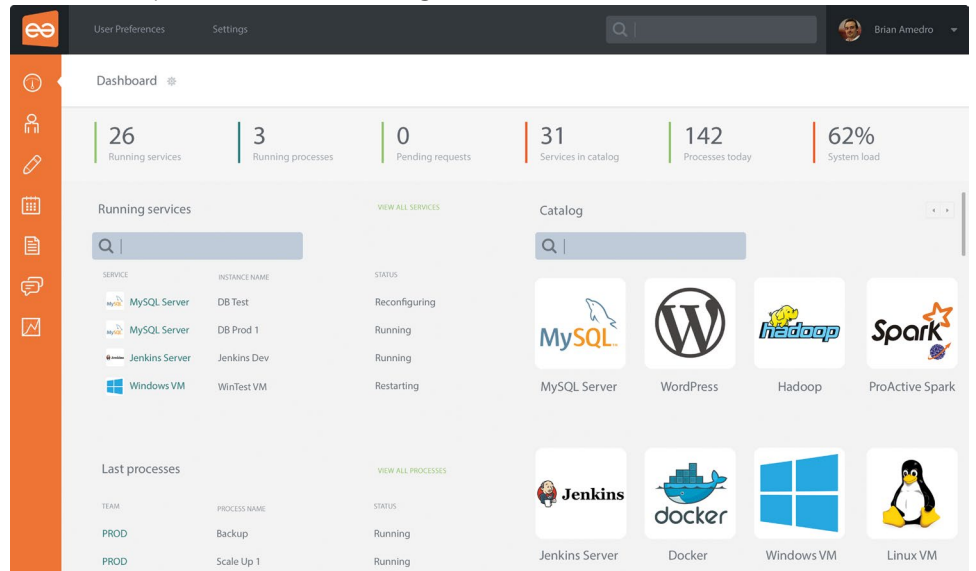 User Preferences
Settings
Brian Amedro
Dashboard
26
Running services
3
Running processes
0
Pending requests
31
Services in catalog
142
Processes today
62%
System load
Running services
VIEW ALL SERVICES
SERVICE
INSTANCE NAME
STATUS
MySQL Server
DB Test
Reconfiguring
MySQL Server
DB Prod 1
Running
Jenkins Server
Jenkins Dev
Running
Windows VM
WinTest VM
Restarting
Last processes
VIEW ALL PROCESSES
TEAM
PROCESS NAME
STATUS
PROD
Backup
Running
PROD
Scale Up 1
Running
Catalog
MySQL
hadoop
Spark
MySQL Server
WordPress
Hadoop
ProActive Spark
Jenkins
docker
Jenkins Server
Docker
Windows VM
Linux VM